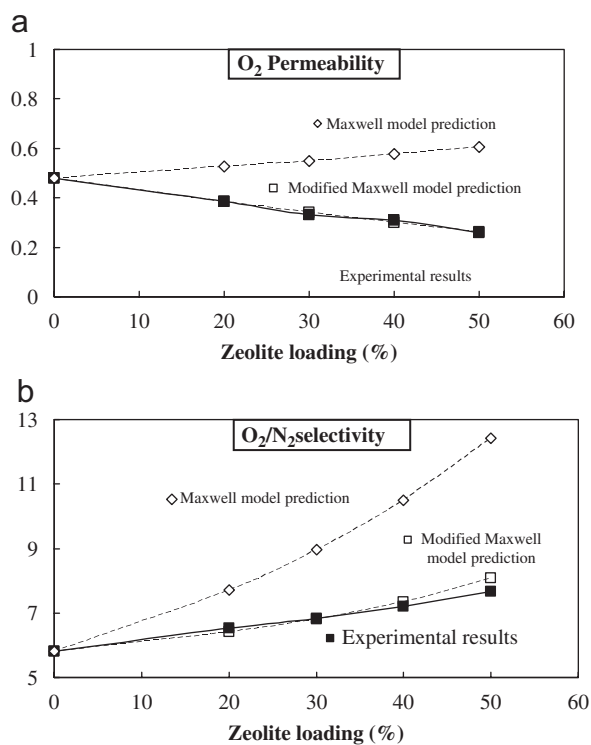 a
O₂ Permeability
1
0.8
0.6
0.4
0.2
0
Maxwell model prediction
Modified Maxwell model prediction
Experimental results
0 10 20 30 40 50 60
Zeolite loading (%)
b
O₂/N₂selectivity
13
11
9
7
5
Maxwell model prediction
Modified Maxwell
model prediction
Experimental results
0 10 20 30 40 50 60
Zeolite loading (%)